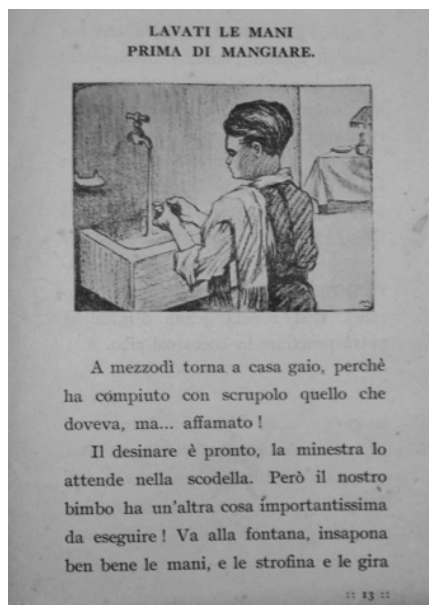 LAVATI LE MANI
PRIMA DI MANGIARE.
A mezzodì torna a casa gaio, perchè
ha compiuto con scrupolo quello che
doveva, ma... affamato !
Il desinare è pronto, la minestra lo
attende nella scodella. Però il nostro
bimbo ha un'altra cosa importantissima
da eseguire ! Va alla fontana, insapona
ben bene le mani, e le strofina e le gira
:: 13 ::